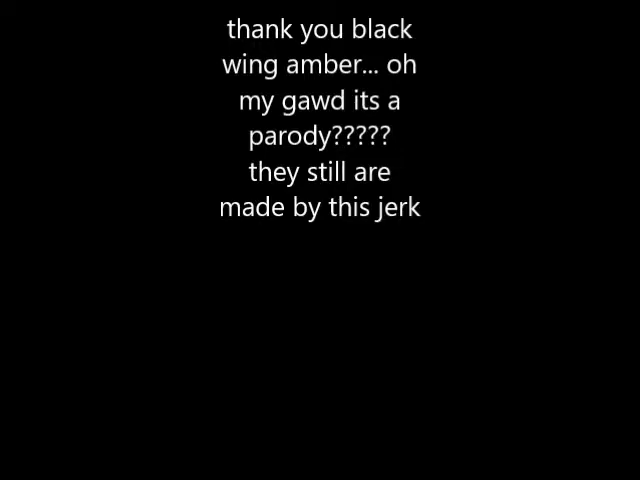 thank you black
wing amber... oh
my gawd its a
parody?????
they still are
made by this jerk